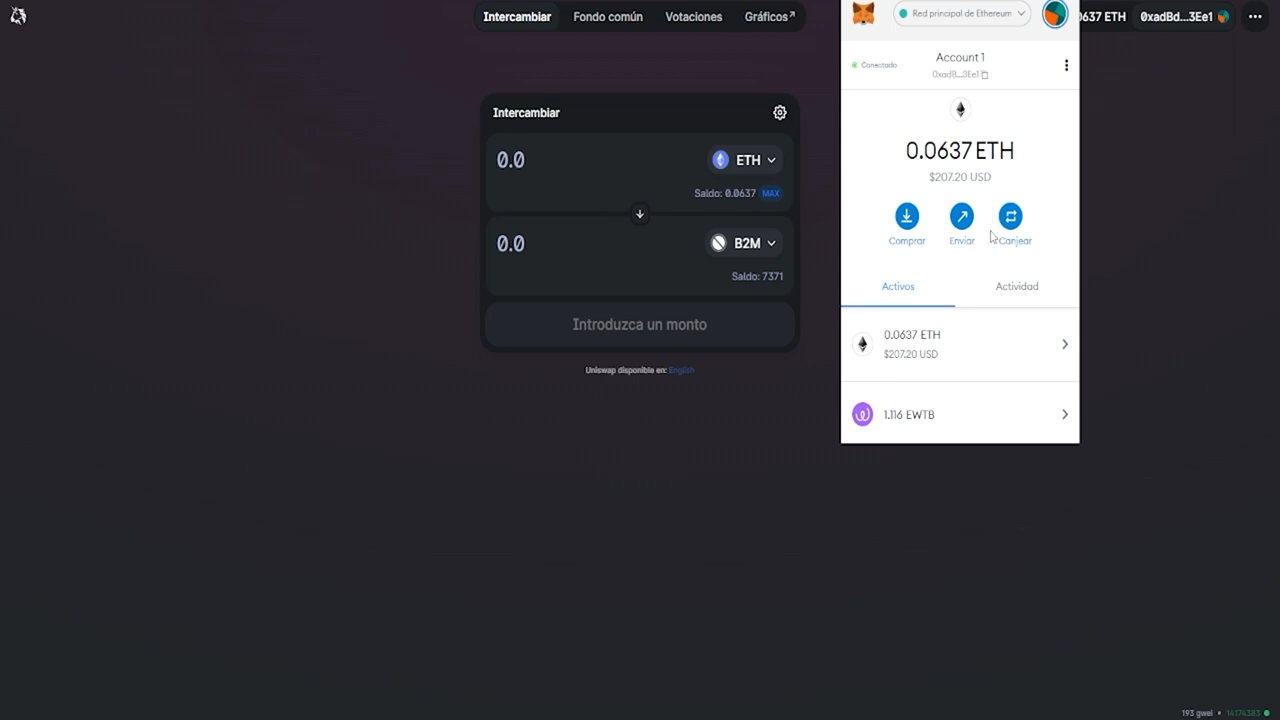 Intercambiar
Fondo común
Votaciones
Gráficos↗
0637 ETH
0xadBd...3Ee1
Red principal de Ethereum
Conectado
Account 1
0xad8...3Ee1
0.0637 ETH
$207.20 USD
Comprar
Enviar
Canjear
Activos
Actividad
0.0637 ETH
$207.20 USD
1.116 EWTB
Intercambiar
0.0
ETH
Saldo: 0.0637 MAX
0.0
B2M
Saldo: 7371
Introduzca un monto
Uniswap disponible en: English
193 gwei • 14174383